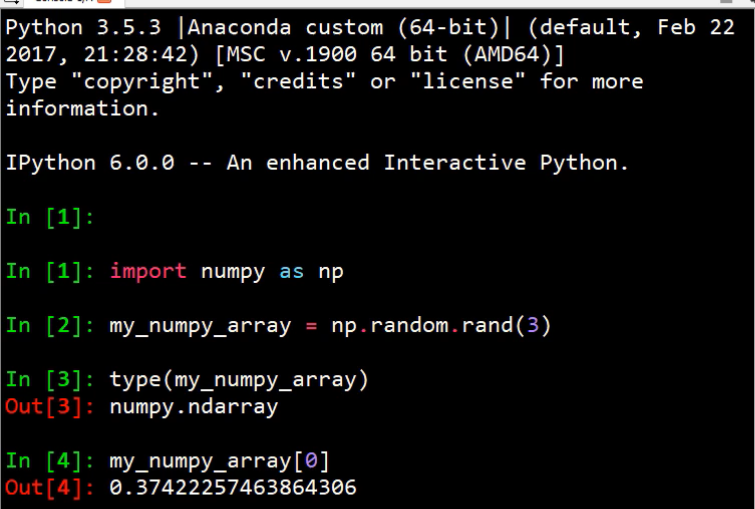 Python 3.5.3 |Anaconda custom (64-bit)| (default, Feb 22
2017, 21:28:42) [MSC v.1900 64 bit (AMD64)]
Type "copyright", "credits" or "license" for more
information.
IPython 6.0.0 -- An enhanced Interactive Python.
In [1]:
In [1]: import numpy as np
In [2]: my_numpy_array = np.random.rand(3)
In [3]: type(my_numpy_array)
Out[3]: numpy.ndarray
In [4]: my_numpy_array[0]
Out[4]: 0.37422257463864306